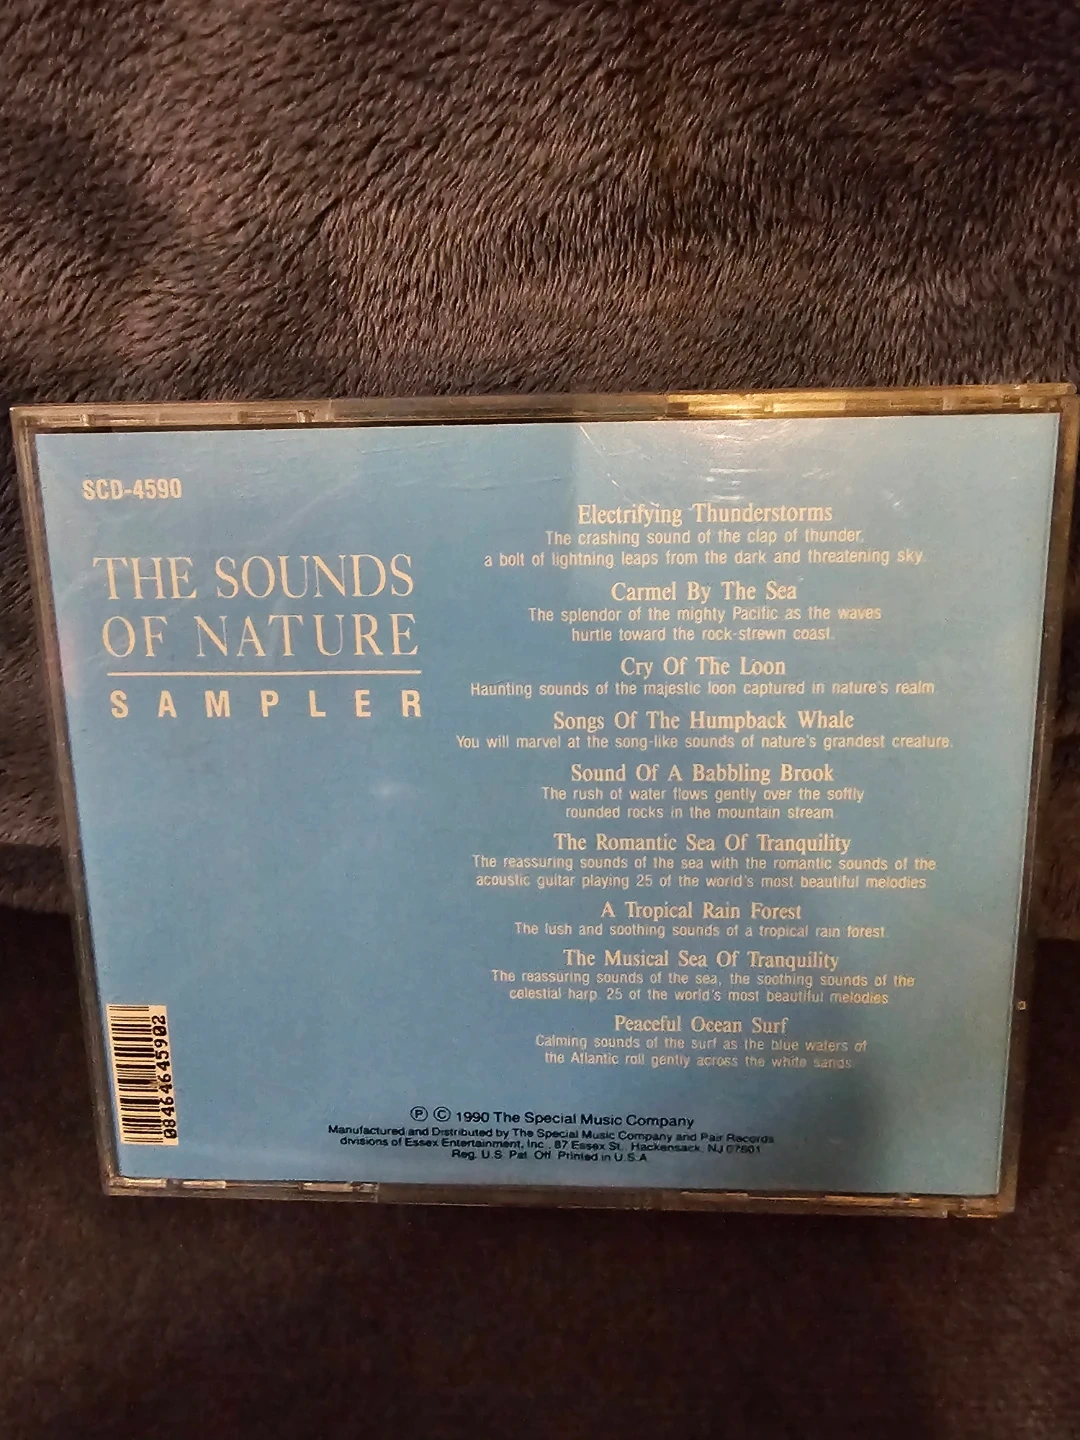 SCD-4590
THE SOUNDS
OF NATURE
SAMPLER
Electrifying Thunderstorms
The crashing sound of the clap of thunder,
a bolt of lightning leaps from the dark and threatening sky.
Carmel By The Sea
The splendor of the mighty Pacific as the waves
hurtle toward the rock-strewn coast.
Cry Of The Loon
Haunting sounds of the majestic loon captured in nature's realm.
Songs Of The Humpback Whale
You will marvel at the song-like sounds of nature's grandest creature.
Sound Of A Babbling Brook
The rush of water flows gently over the softly
rounded rocks in the mountain stream.
The Romantic Sea Of Tranquility
The reassuring sounds of the sea with the romantic sounds of the
acoustic guitar playing 25 of the world's most beautiful melodies.
A Tropical Rain Forest
The lush and soothing sounds of a tropical rain forest.
The Musical Sea Of Tranquility
The reassuring sounds of the sea, the soothing sounds of the
celestial harp. 25 of the world's most beautiful melodies.
Peaceful Ocean Surf
Calming sounds of the surf as the blue waters of
the Atlantic roll gently across the white sands.
08464645902
Ⓟ © 1990 The Special Music Company
Manufactured and Distributed by The Special Music Company and Pair Records
divisions of Essex Entertainment, Inc., 87 Essex St., Hackensack, NJ 07601
Reg. U.S. Pat. Off. Printed in U.S.A.